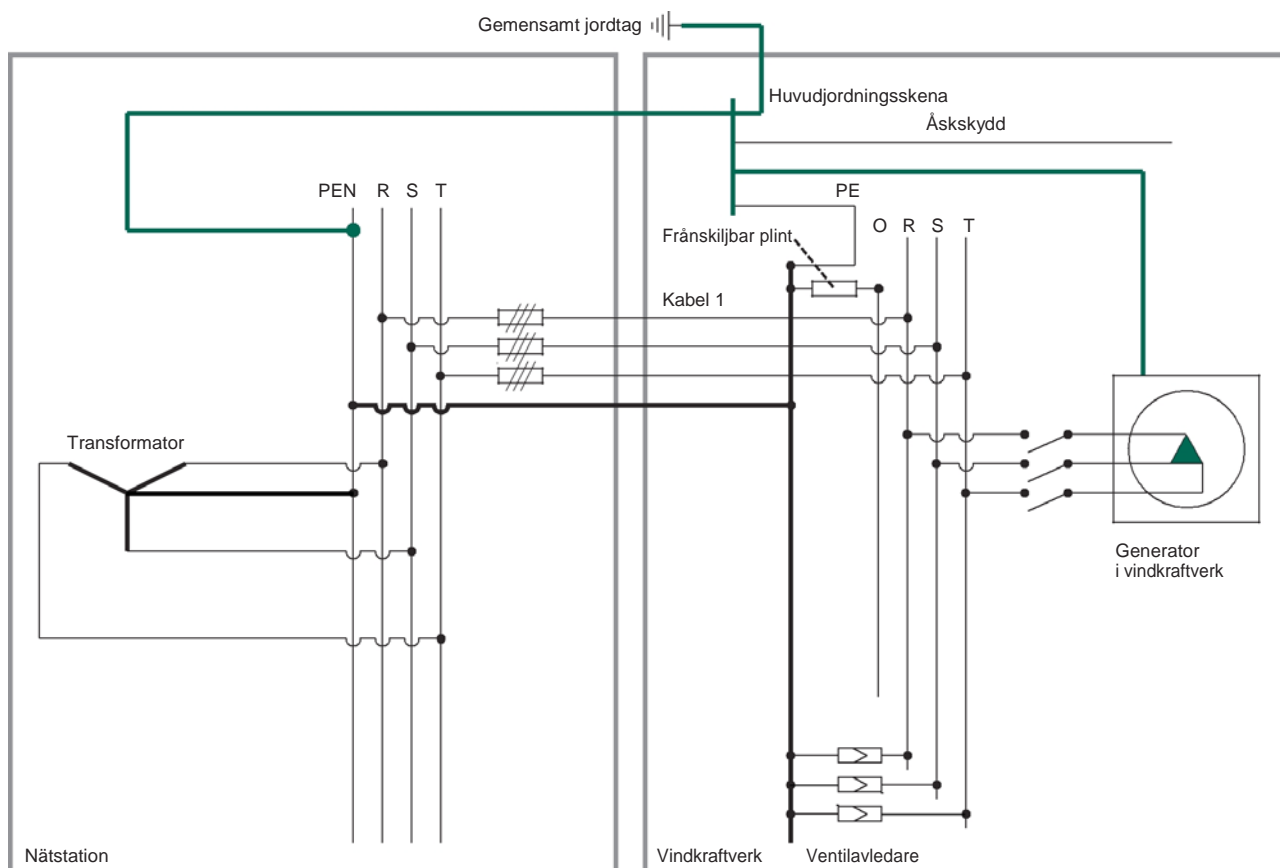 Gemensamt jordtag
Huvudjordningsskena
Åskskydd
PEN R S T
PE
O R S T
Frånskiljbar plint
Kabel 1
Transformator
Generator
i vindkraftverk
Nätstation
Vindkraftverk
Ventilavledare